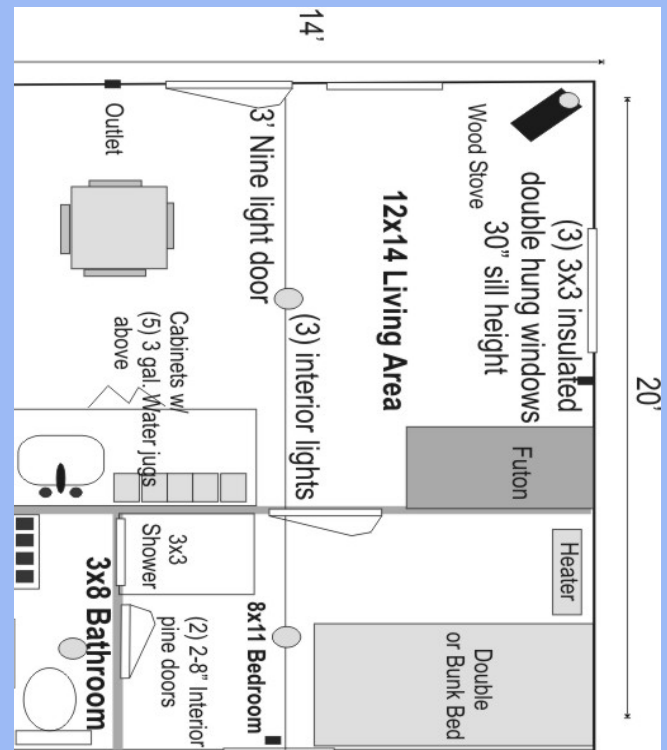 14'
20'
(3) 3x3 insulated
double hung windows
30” sill height
Wood Stove
12x14 Living Area
3' Nine light door
Outlet
(3) interior lights
Cabinets w/
(5) 3 gal. Water jugs
above
Futon
Heater
Double
or Bunk Bed
8x11 Bedroom
(2) 2-8” Interior
pine doors
3x3
Shower
3x8 Bathroom